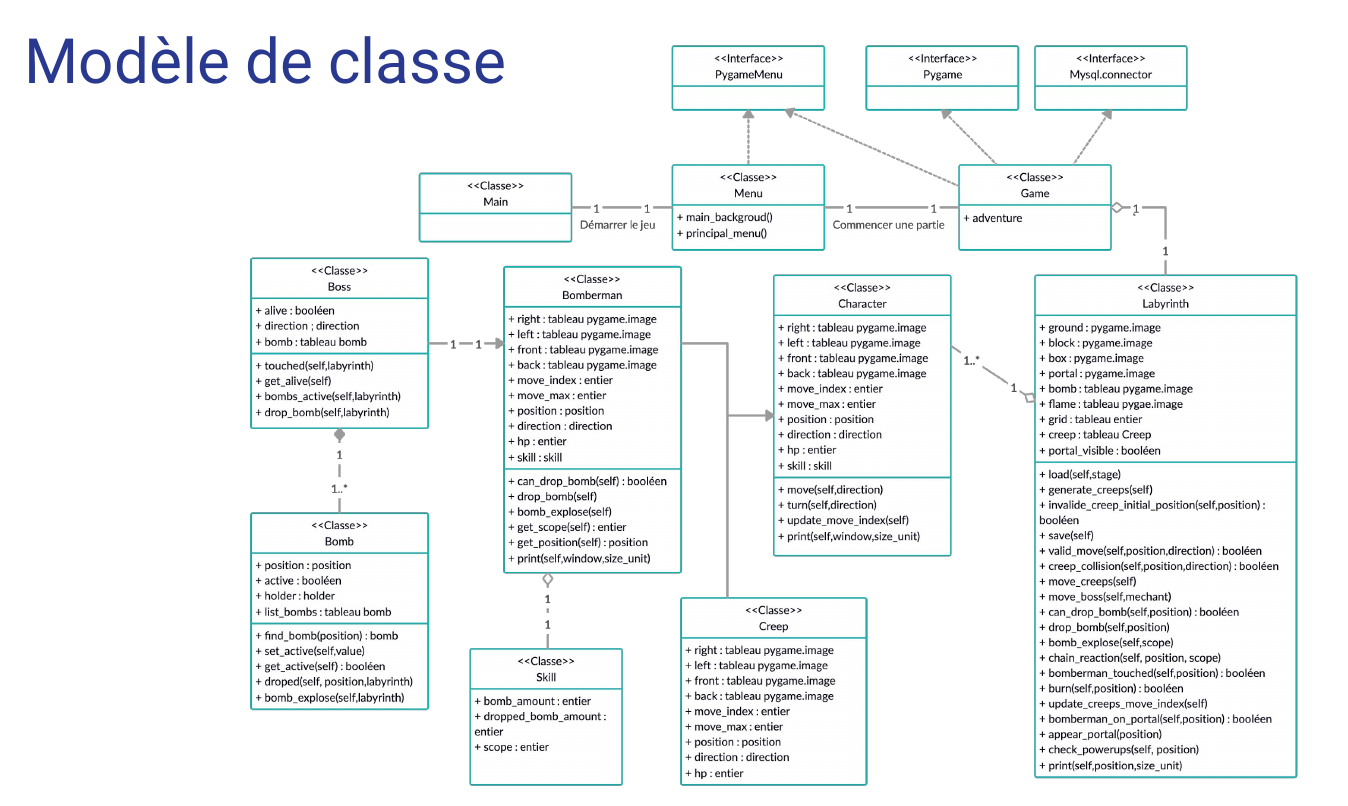 Modèle de classe
<<Interface>>
PygameMenu
<<Interface>>
Pygame
<<Interface>>
Mysql.connector
<<Classe>>
Main
1
1
Démarrer le jeu
<<Classe>>
Menu
+ main_backgroud()
+ principal_menu()
1
1
Commencer une partie
<<Classe>>
Game
+ adventure
1
1
<<Classe>>
Boss
+ alive : booléen
+ direction ; direction
+ bomb : tableau bomb
+ touched(self,labyrinth)
+ get_alive(self)
+ bombs_active(self,labyrinth)
+ drop_bomb(self,labyrinth)
1
1
1
1..*
<<Classe>>
Bomb
+ position : position
+ active : booléen
+ holder : holder
+ list_bombs : tableau bomb
+ find_bomb(position) : bomb
+ set_active(self,value)
+ get_active(self) : booléen
+ droped(self, position,labyrinth)
+ bomb_explose(self,labyrinth)
<<Classe>>
Bomberman
+ right : tableau pygame.image
+ left : tableau pygame.image
+ front : tableau pygame.image
+ back : tableau pygame.image
+ move_index : entier
+ move_max : entier
+ position : position
+ direction : direction
+ hp : entier
+ skill : skill
+ can_drop_bomb(self) : booléen
+ drop_bomb(self)
+ bomb_explose(self)
+ get_scope(self) : entier
+ get_position(self) : position
+ print(self,window,size_unit)
1
1
<<Classe>>
Skill
+ bomb_amount : entier
+ dropped_bomb_amount :
entier
+ scope : entier
<<Classe>>
Character
+ right : tableau pygame.image
+ left : tableau pygame.image
+ front : tableau pygame.image
+ back : tableau pygame.image
+ move_index : entier
+ move_max : entier
+ position : position
+ direction : direction
+ hp : entier
+ skill : skill
+ move(self,direction)
+ turn(self,direction)
+ update_move_index(self)
+ print(self,window,size_unit)
1..*
1
<<Classe>>
Creep
+ right : tableau pygame.image
+ left : tableau pygame.image
+ front : tableau pygame.image
+ back : tableau pygame.image
+ move_index : entier
+ move_max : entier
+ position : position
+ direction : direction
+ hp : entier
<<Classe>>
Labyrinth
+ ground : pygame.image
+ block : pygame.image
+ box : pygame.image
+ portal : pygame.image
+ bomb : tableau pygame.image
+ flame : tableau pygae.image
+ grid : tableau entier
+ creep : tableau Creep
+ portal_visible : booléen
+ load(self,stage)
+ generate_creeps(self)
+ invalide_creep_initial_position(self,position) :
booléen
+ save(self)
+ valid_move(self,position,direction) : booléen
+ creep_collision(self,position,direction) : booléen
+ move_creeps(self)
+ move_boss(self,mechant)
+ can_drop_bomb(self,position) : booléen
+ drop_bomb(self,position)
+ bomb_explose(self,scope)
+ chain_reaction(self, position, scope)
+ bomberman_touched(self,position) : booléen
+ burn(self,position) : booléen
+ update_creeps_move_index(self)
+ bomberman_on_portal(self,position) : booléen
+ appear_portal(position)
+ check_powerups(self, position)
+ print(self,position,size_unit)